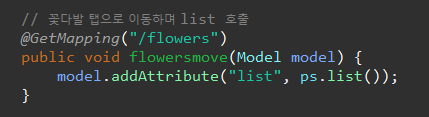 // 꽃다발 탭으로 이동하며 list 호출
@GetMapping("/flowers")
public void flowersmove(Model model) {
model.addAttribute("list", ps.list());
}